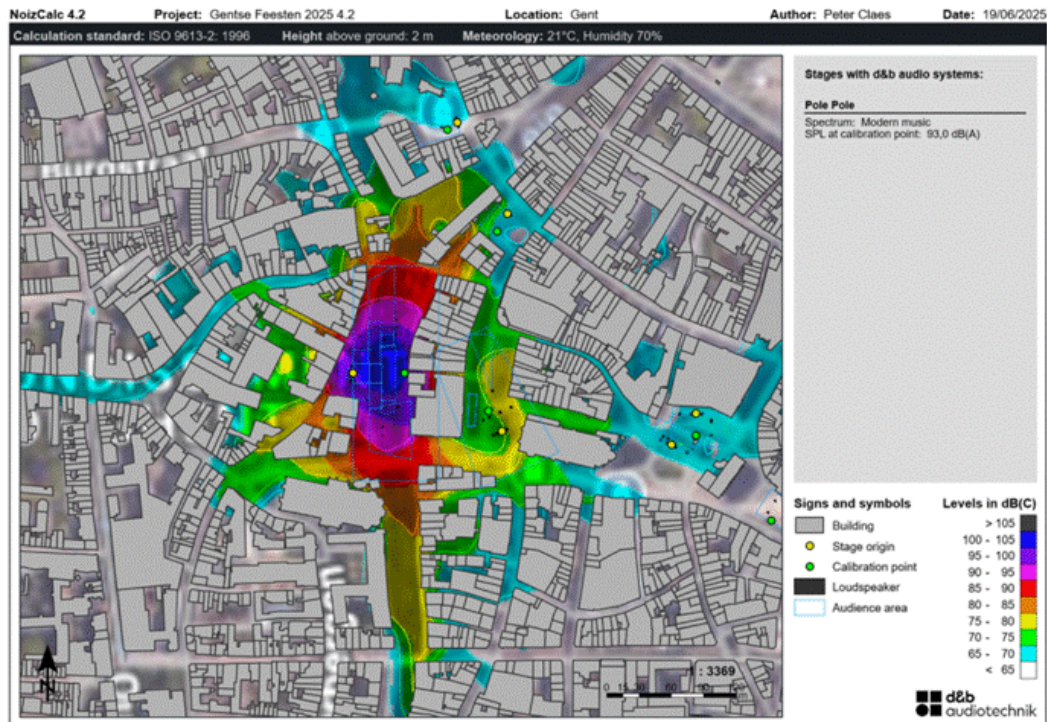 NoizCalc 4.2 Project: Gentse Feesten 2025 4.2 Location: Gent Author: Peter Claes Date: 19/06/2025
Calculation standard: ISO 9613-2: 1996 Height above ground: 2 m Meteorology: 21°C, Humidity 70%
Stages with d&b audio systems:
Pole Pole
Spectrum: Modern music
SPL at calibration point: 93,0 dB(A)
Signs and symbols
Building
Stage origin
Calibration point
Loudspeaker
Audience area
Levels in dB(C)
> 105
100 - 105
95 - 100
90 - 95
85 - 90
80 - 85
75 - 80
70 - 75
65 - 70
< 65
N
1 : 3369
d&b
audiotechnik